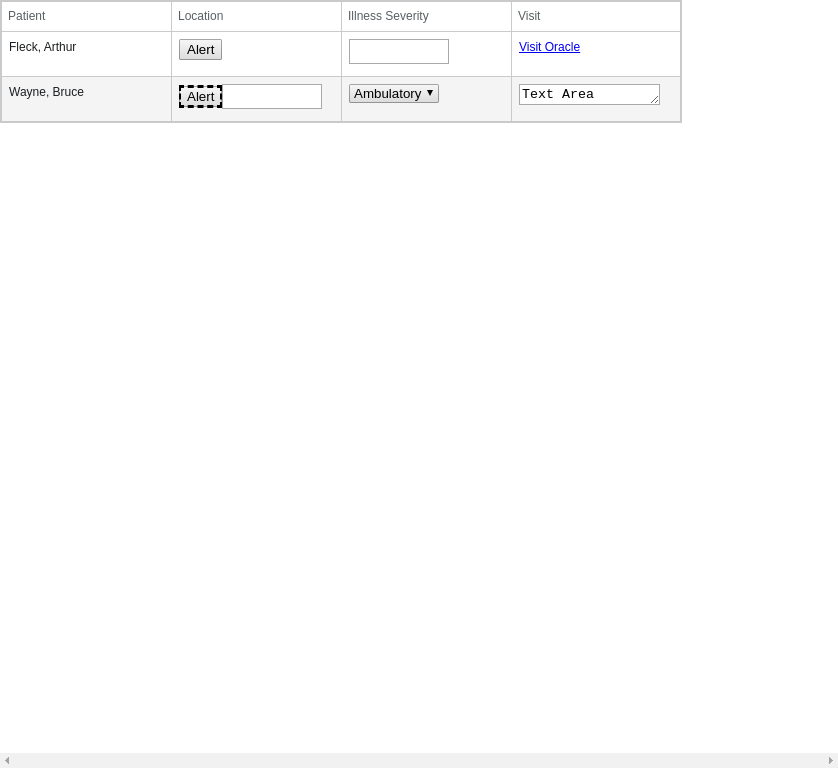 Patient Location Illness Severity Visit
Fleck, Arthur Alert Visit Oracle
Wayne, Bruce Alert Ambulatory Text Area